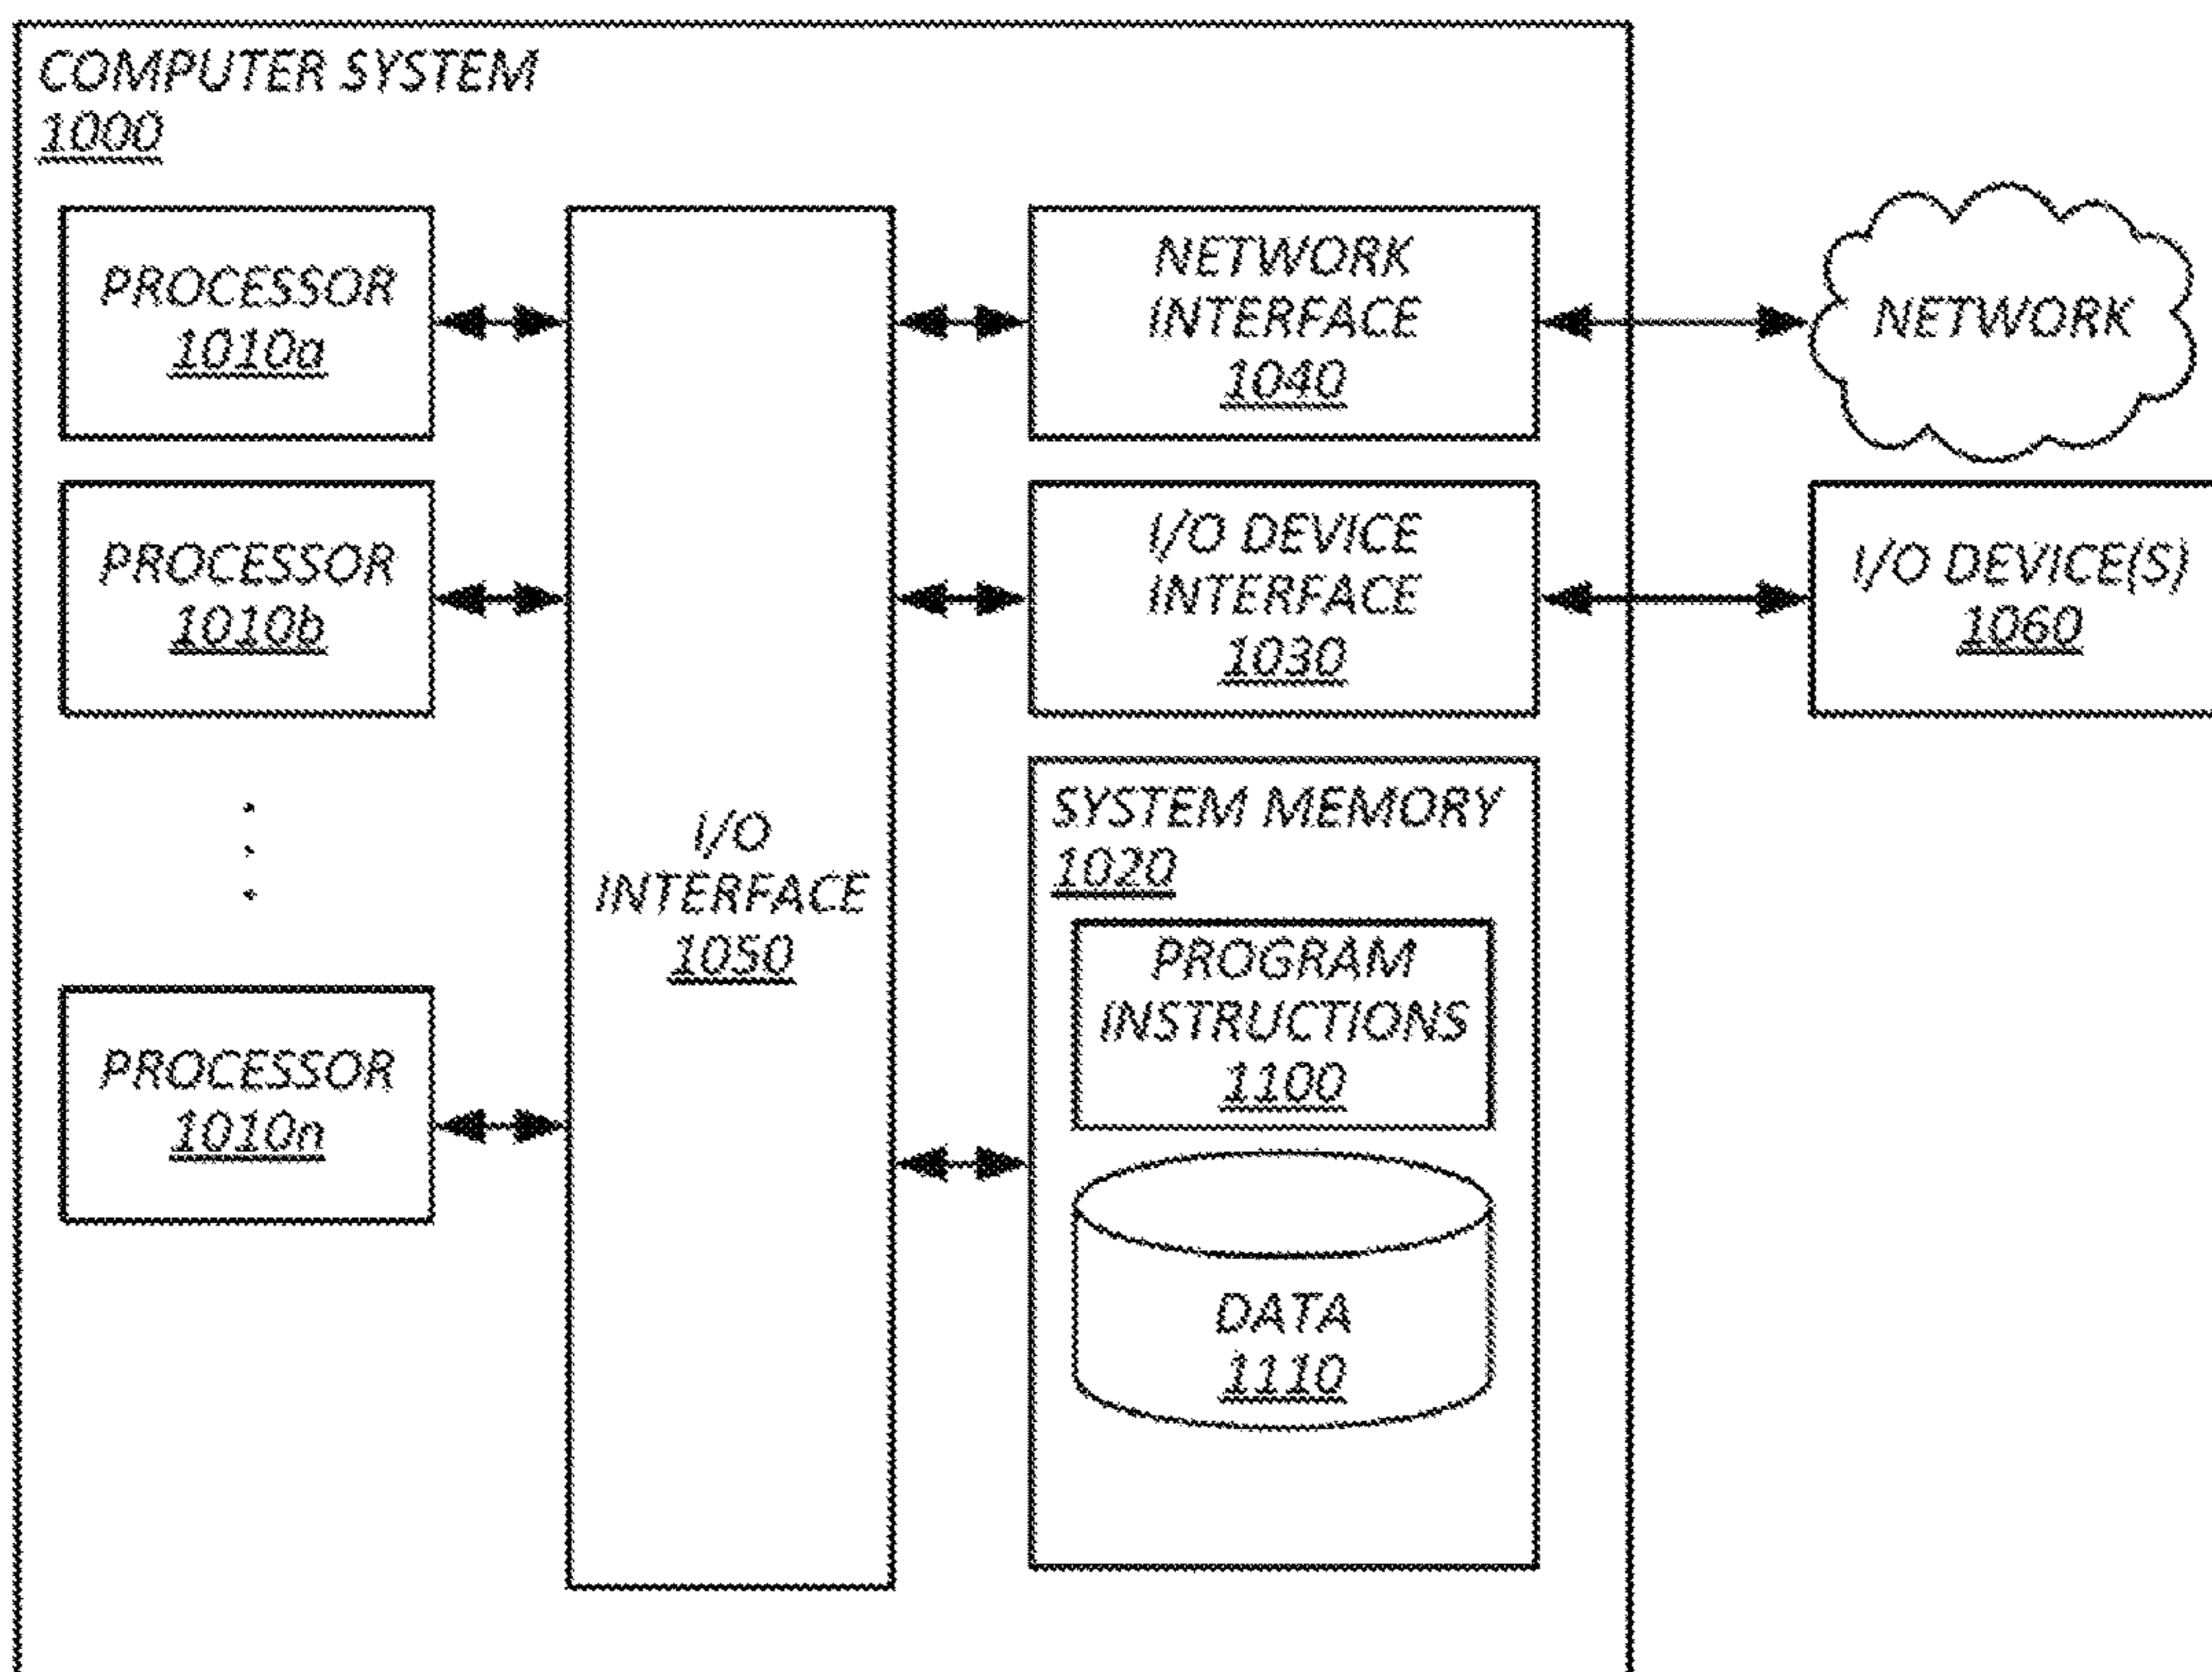 COMPUTER SYSTEM
1000
PROCESSOR
1010a
PROCESSOR
1010b
PROCESSOR
1010n
I/O
INTERFACE
1050
NETWORK
INTERFACE
1040
I/O DEVICE
INTERFACE
1030
SYSTEM MEMORY
1020
PROGRAM
INSTRUCTIONS
1100
DATA
1110
NETWORK
I/O DEVICE(S)
1060